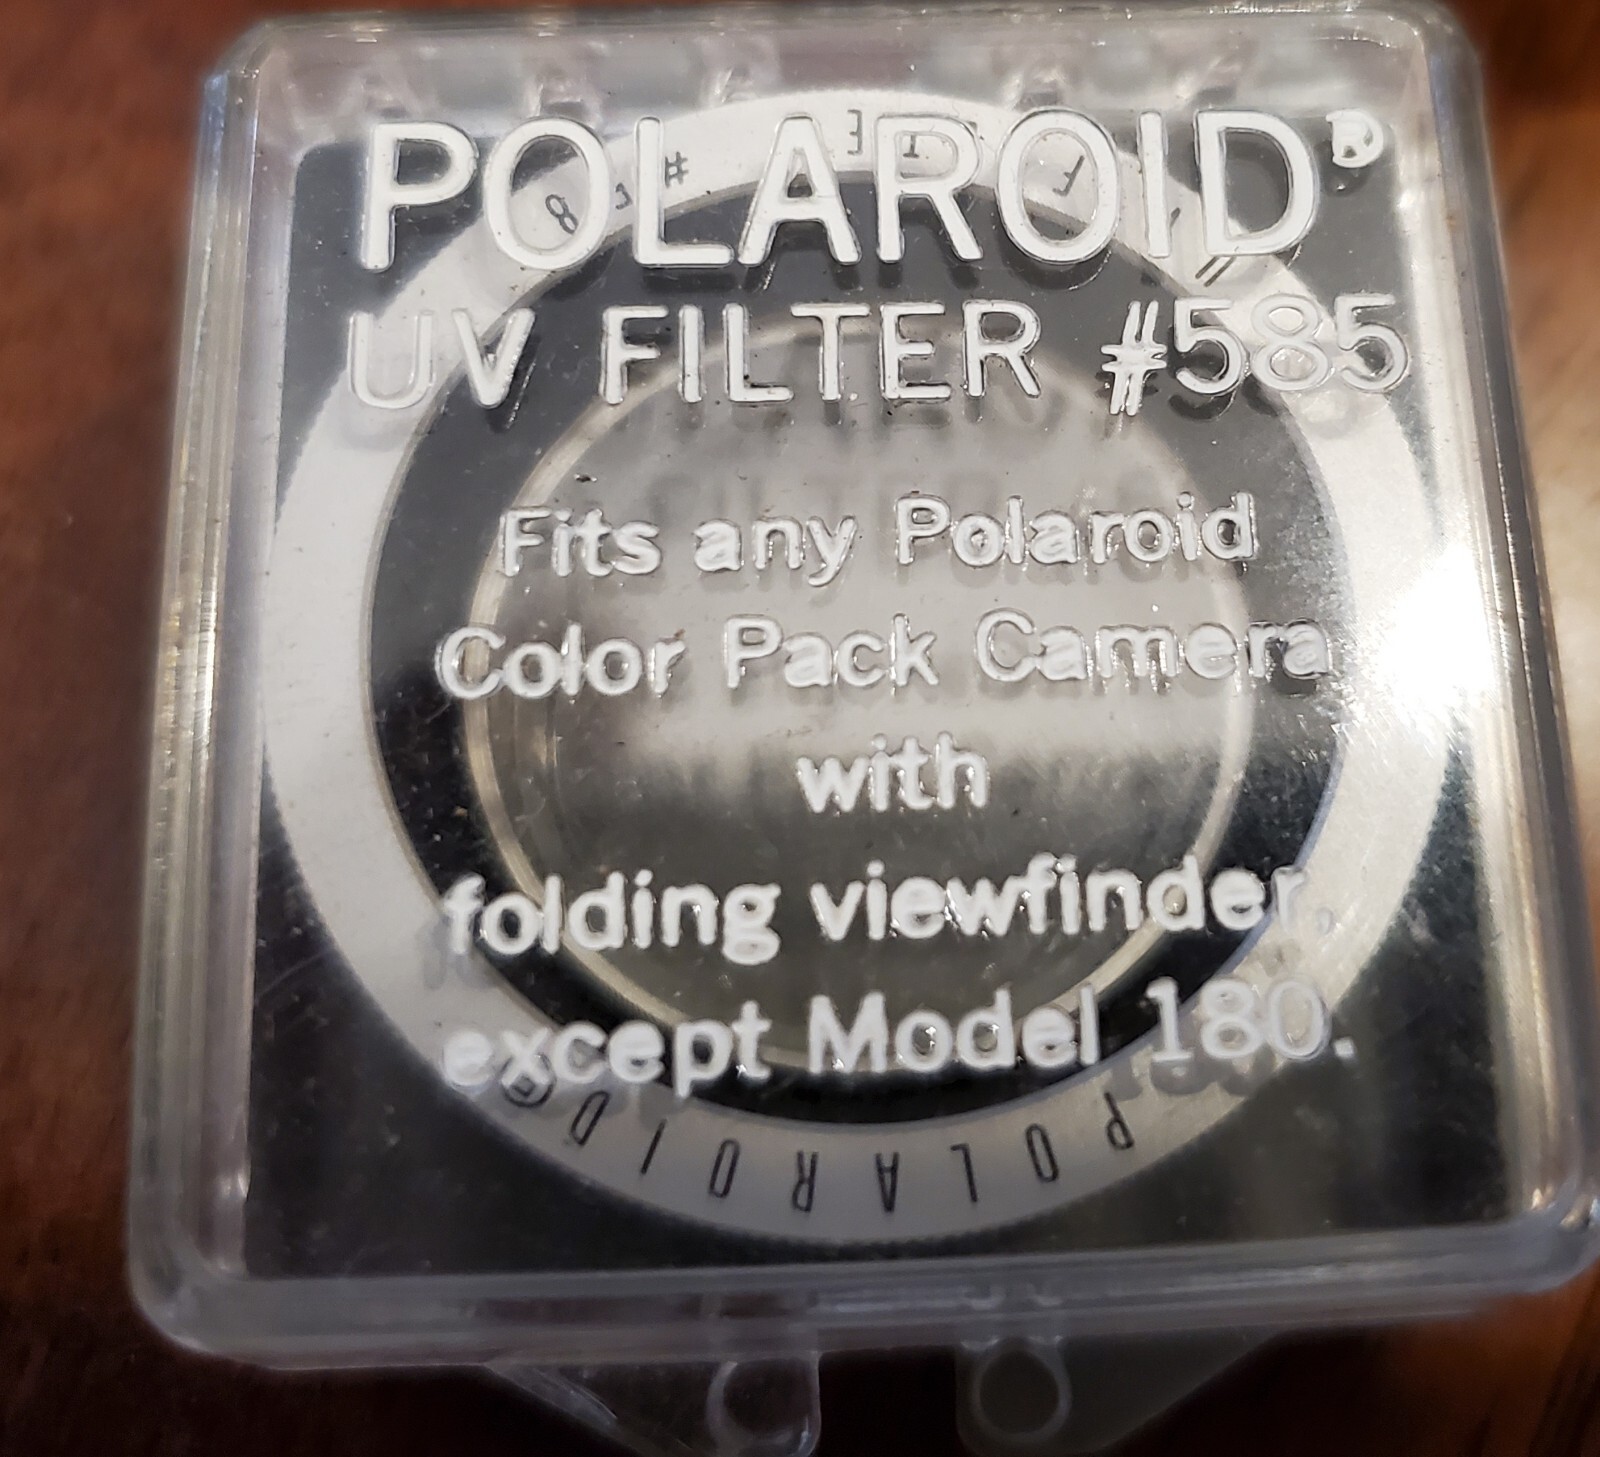 POLAROID®
UV FILTER #585
Fits any Polaroid
Color Pack Camera
with
folding viewfinder,
except Model 180.
POLAROID®